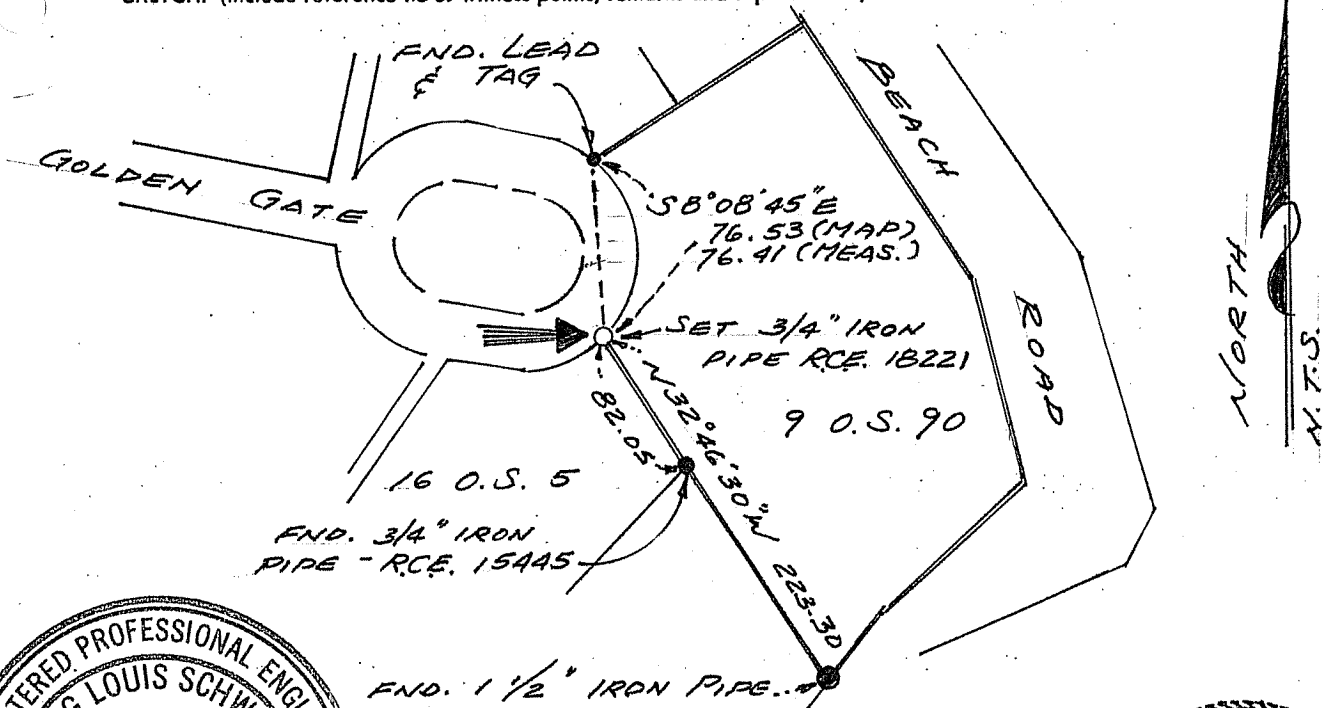 FND. LEAD
& TAG
BEACH
ROAD
GOLDEN GATE
S8°08'45"E
76.53 (MAP)
76.41 (MEAS.)
SET 3/4" IRON
PIPE R.C.E. 18221
NORTH
N.T.S.
82.05
N32°46'30"W 223.30
9 O.S. 90
16 O.S. 5
FND. 3/4" IRON
PIPE - R.C.E. 15445
FND. 1 1/2" IRON PIPE
PROFESSIONAL
LOUIS